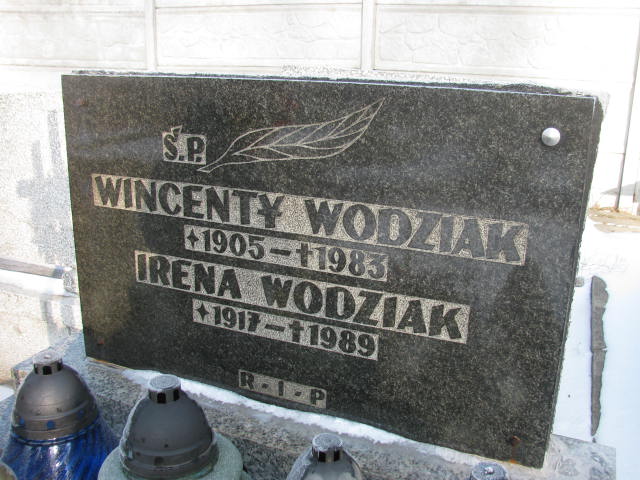 Ś.P.
WINCENTY WODZIAK
✦1905-✝1983
IRENA WODZIAK
✦1917-✝1989
R-I-P